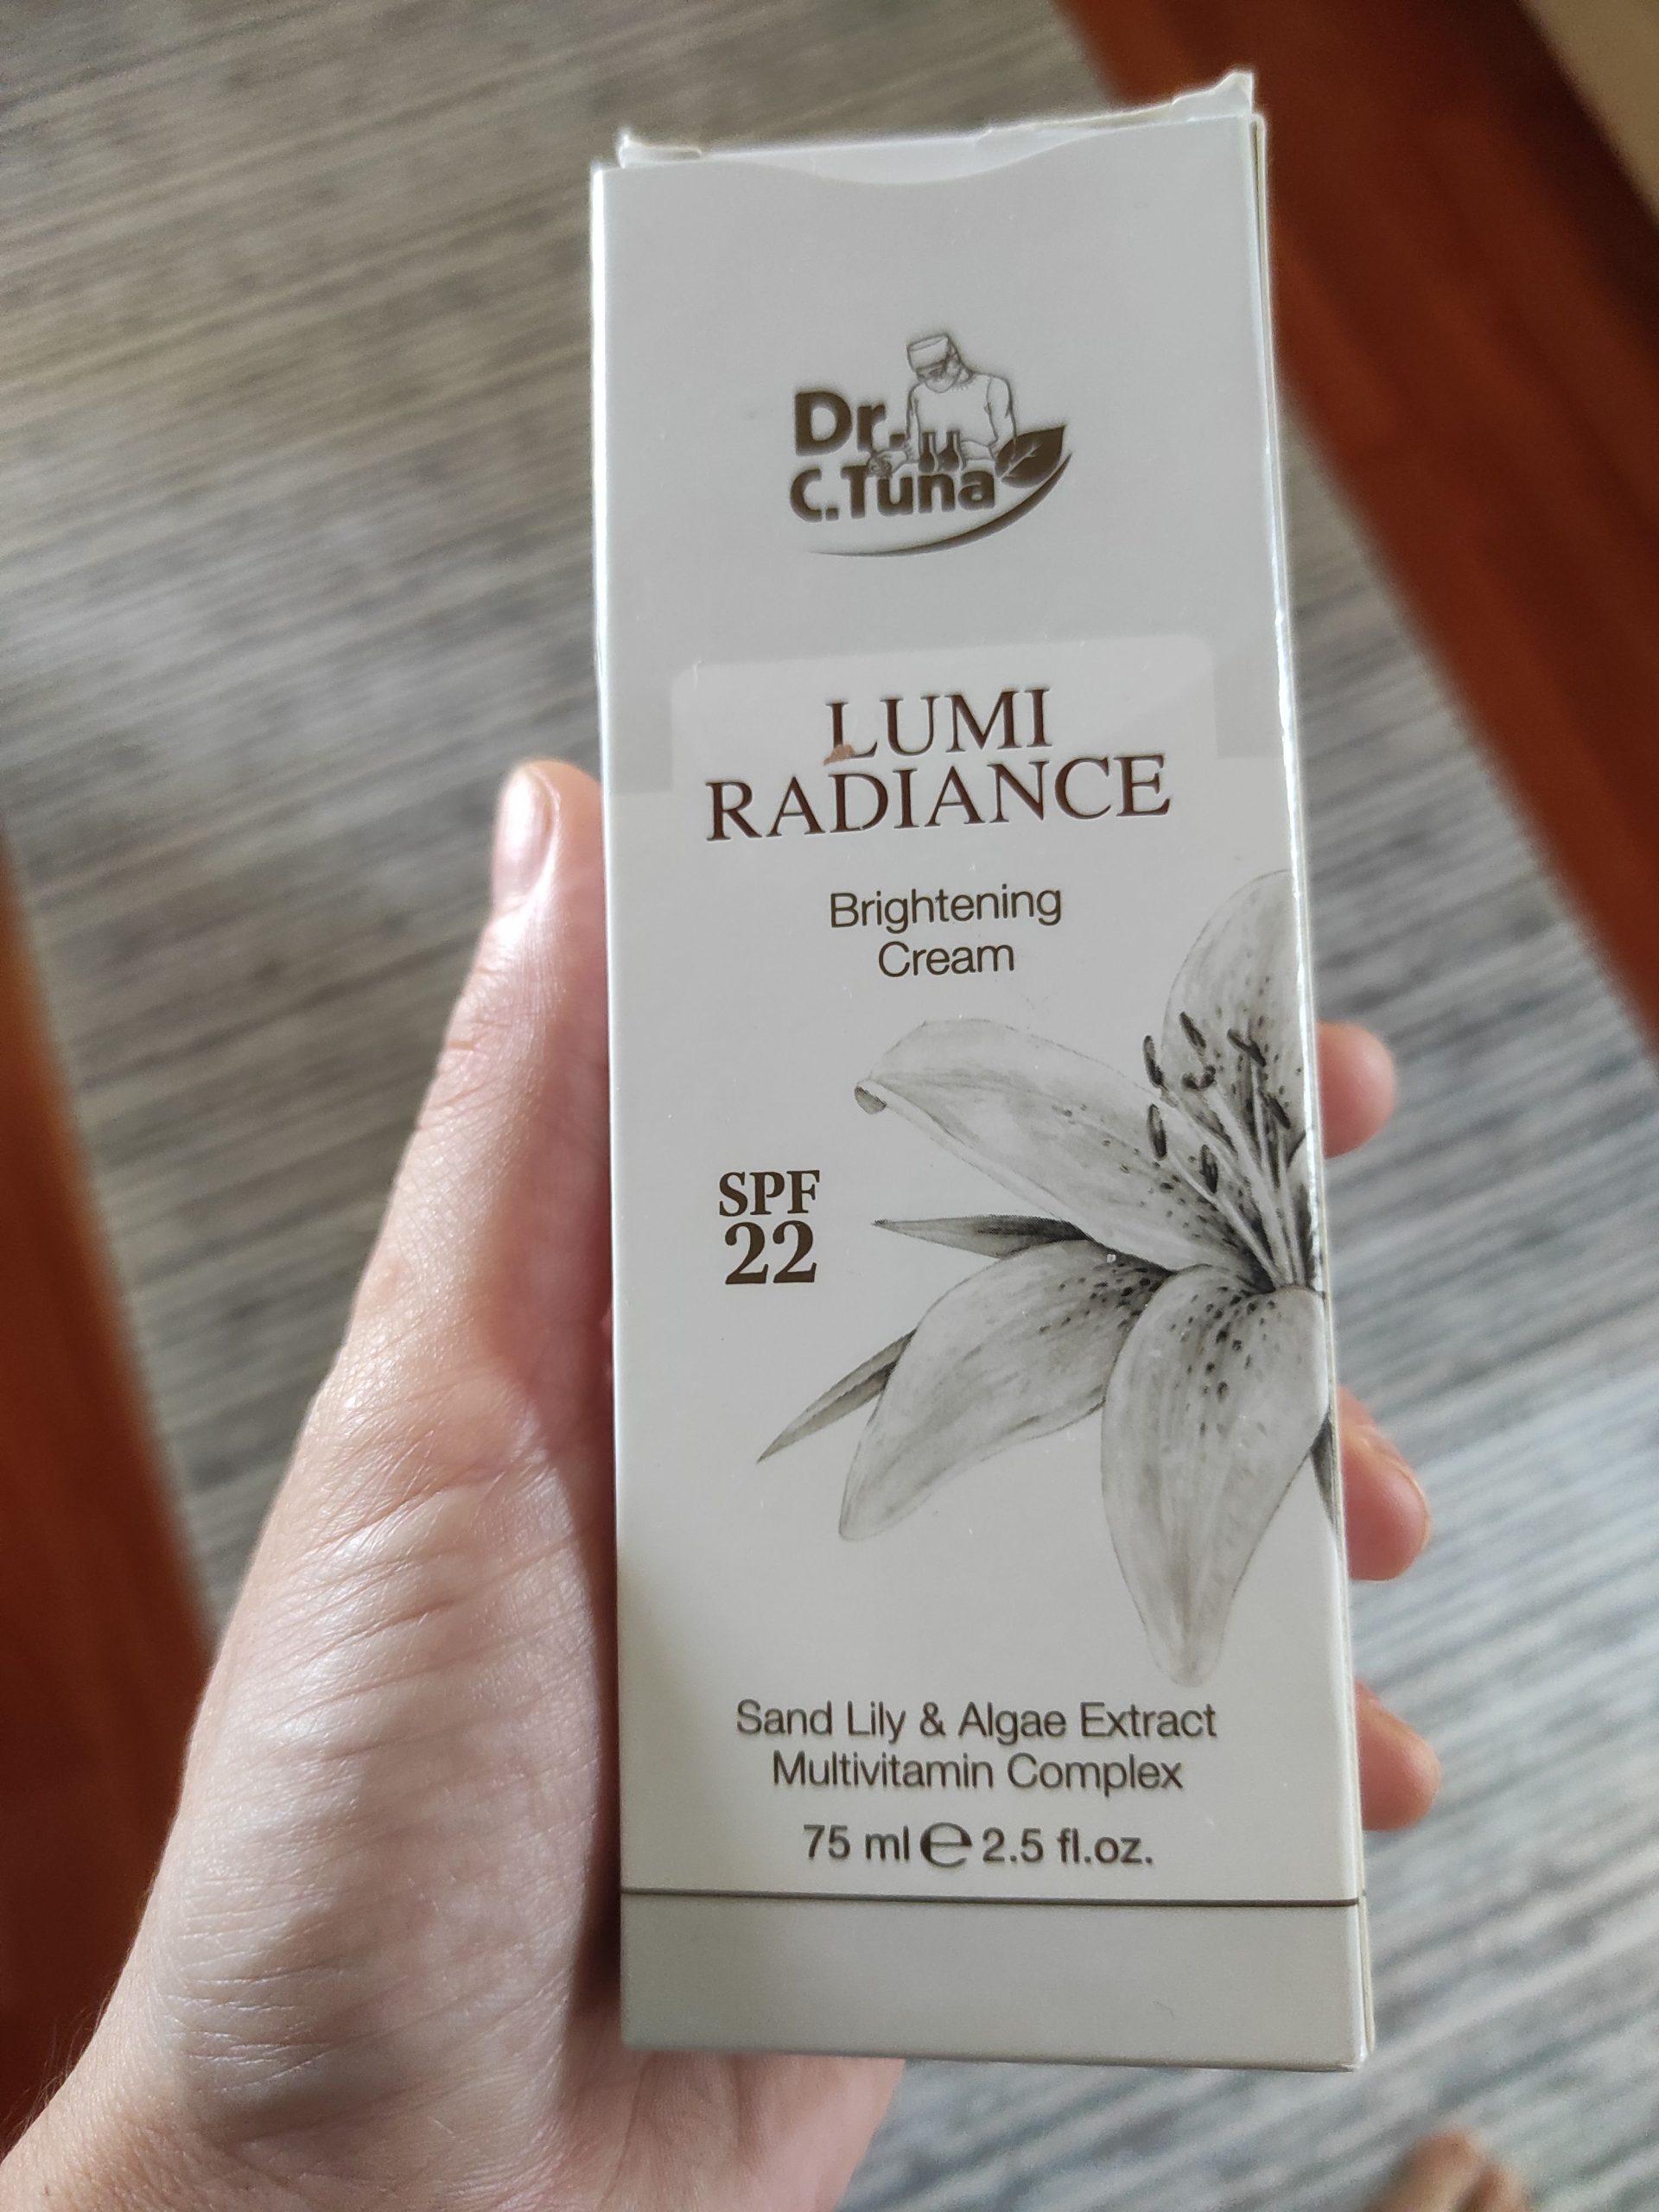 Dr.
C.Tuna
LUMI
RADIANCE
Brightening
Cream
SPF
22
Sand Lily & Algae Extract
Multivitamin Complex
75 ml ℮ 2.5 fl.oz.